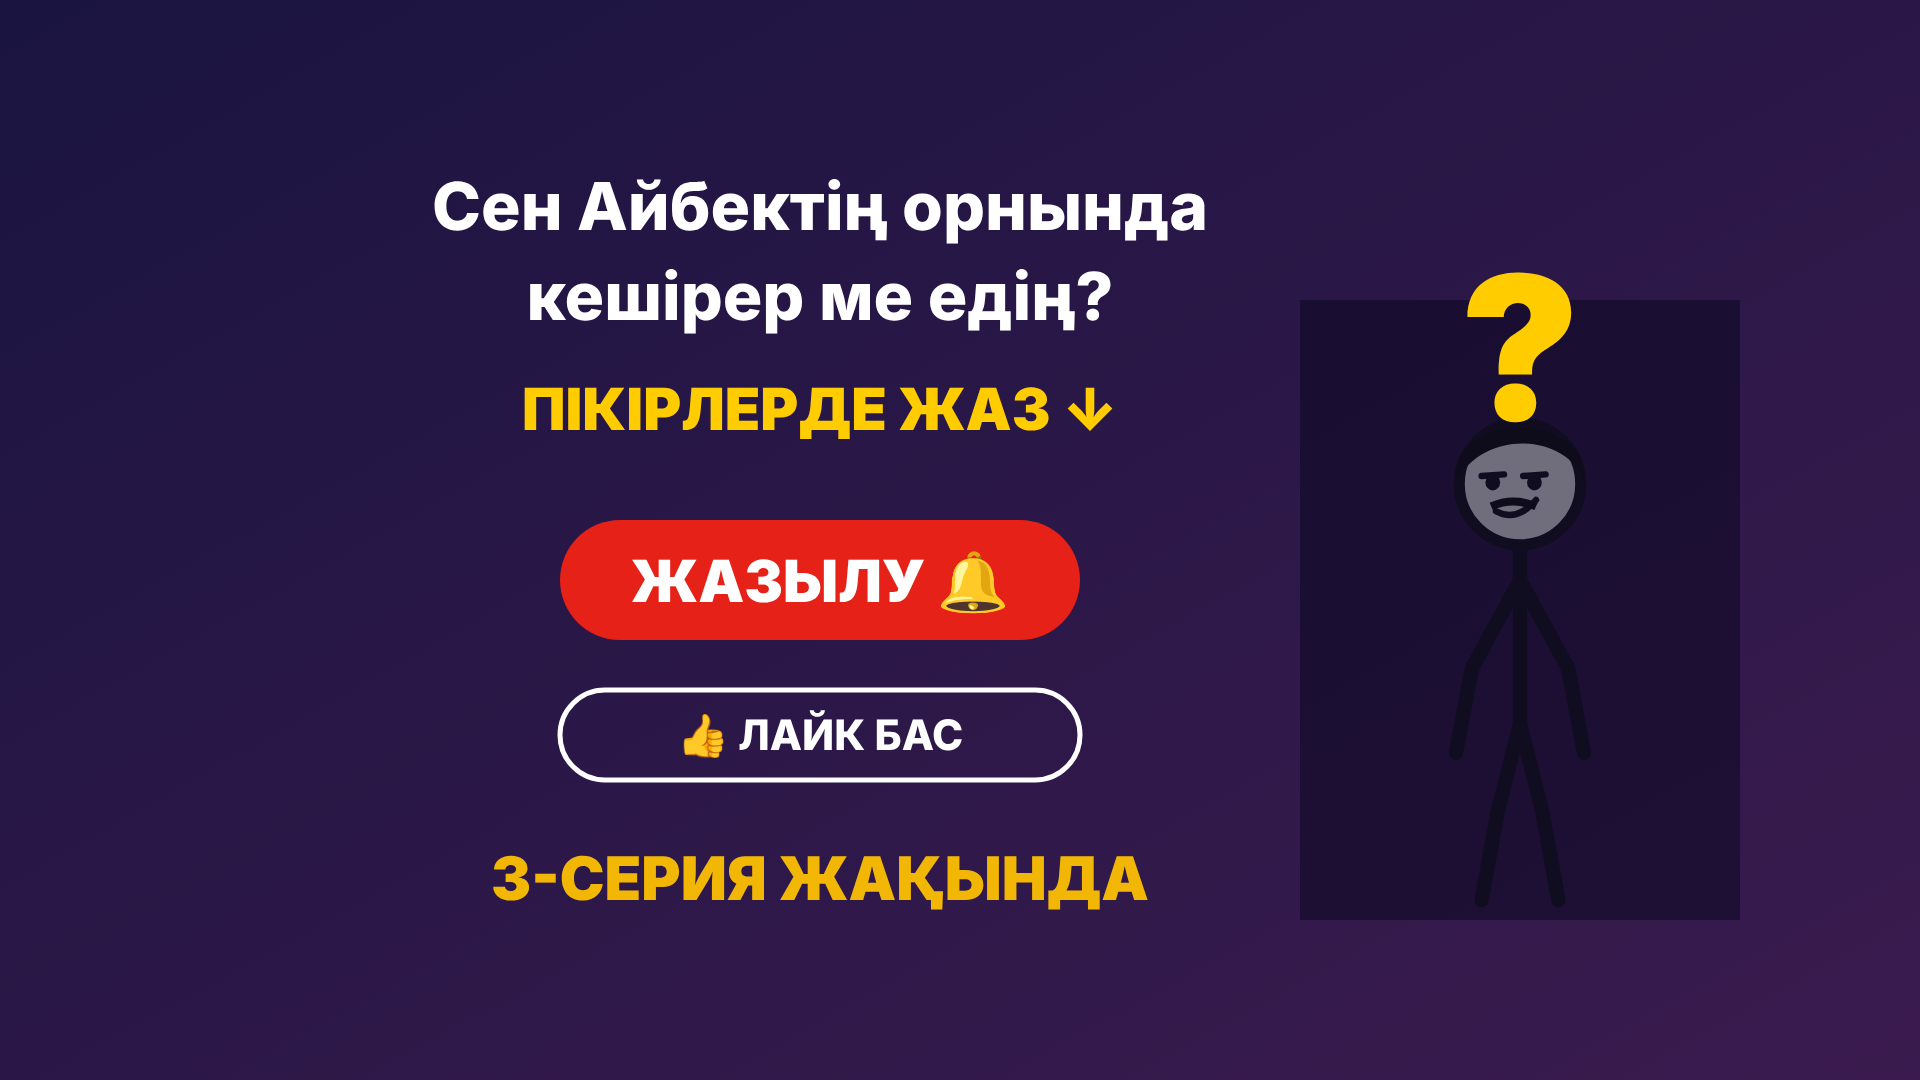 Сен Айбектің орнында
кешірер ме едің?
ПІКІРЛЕРДЕ ЖАЗ ↓
ЖАЗЫЛУ 🔔
👍 ЛАЙК БАС
3-СЕРИЯ ЖАҚЫНДА
?